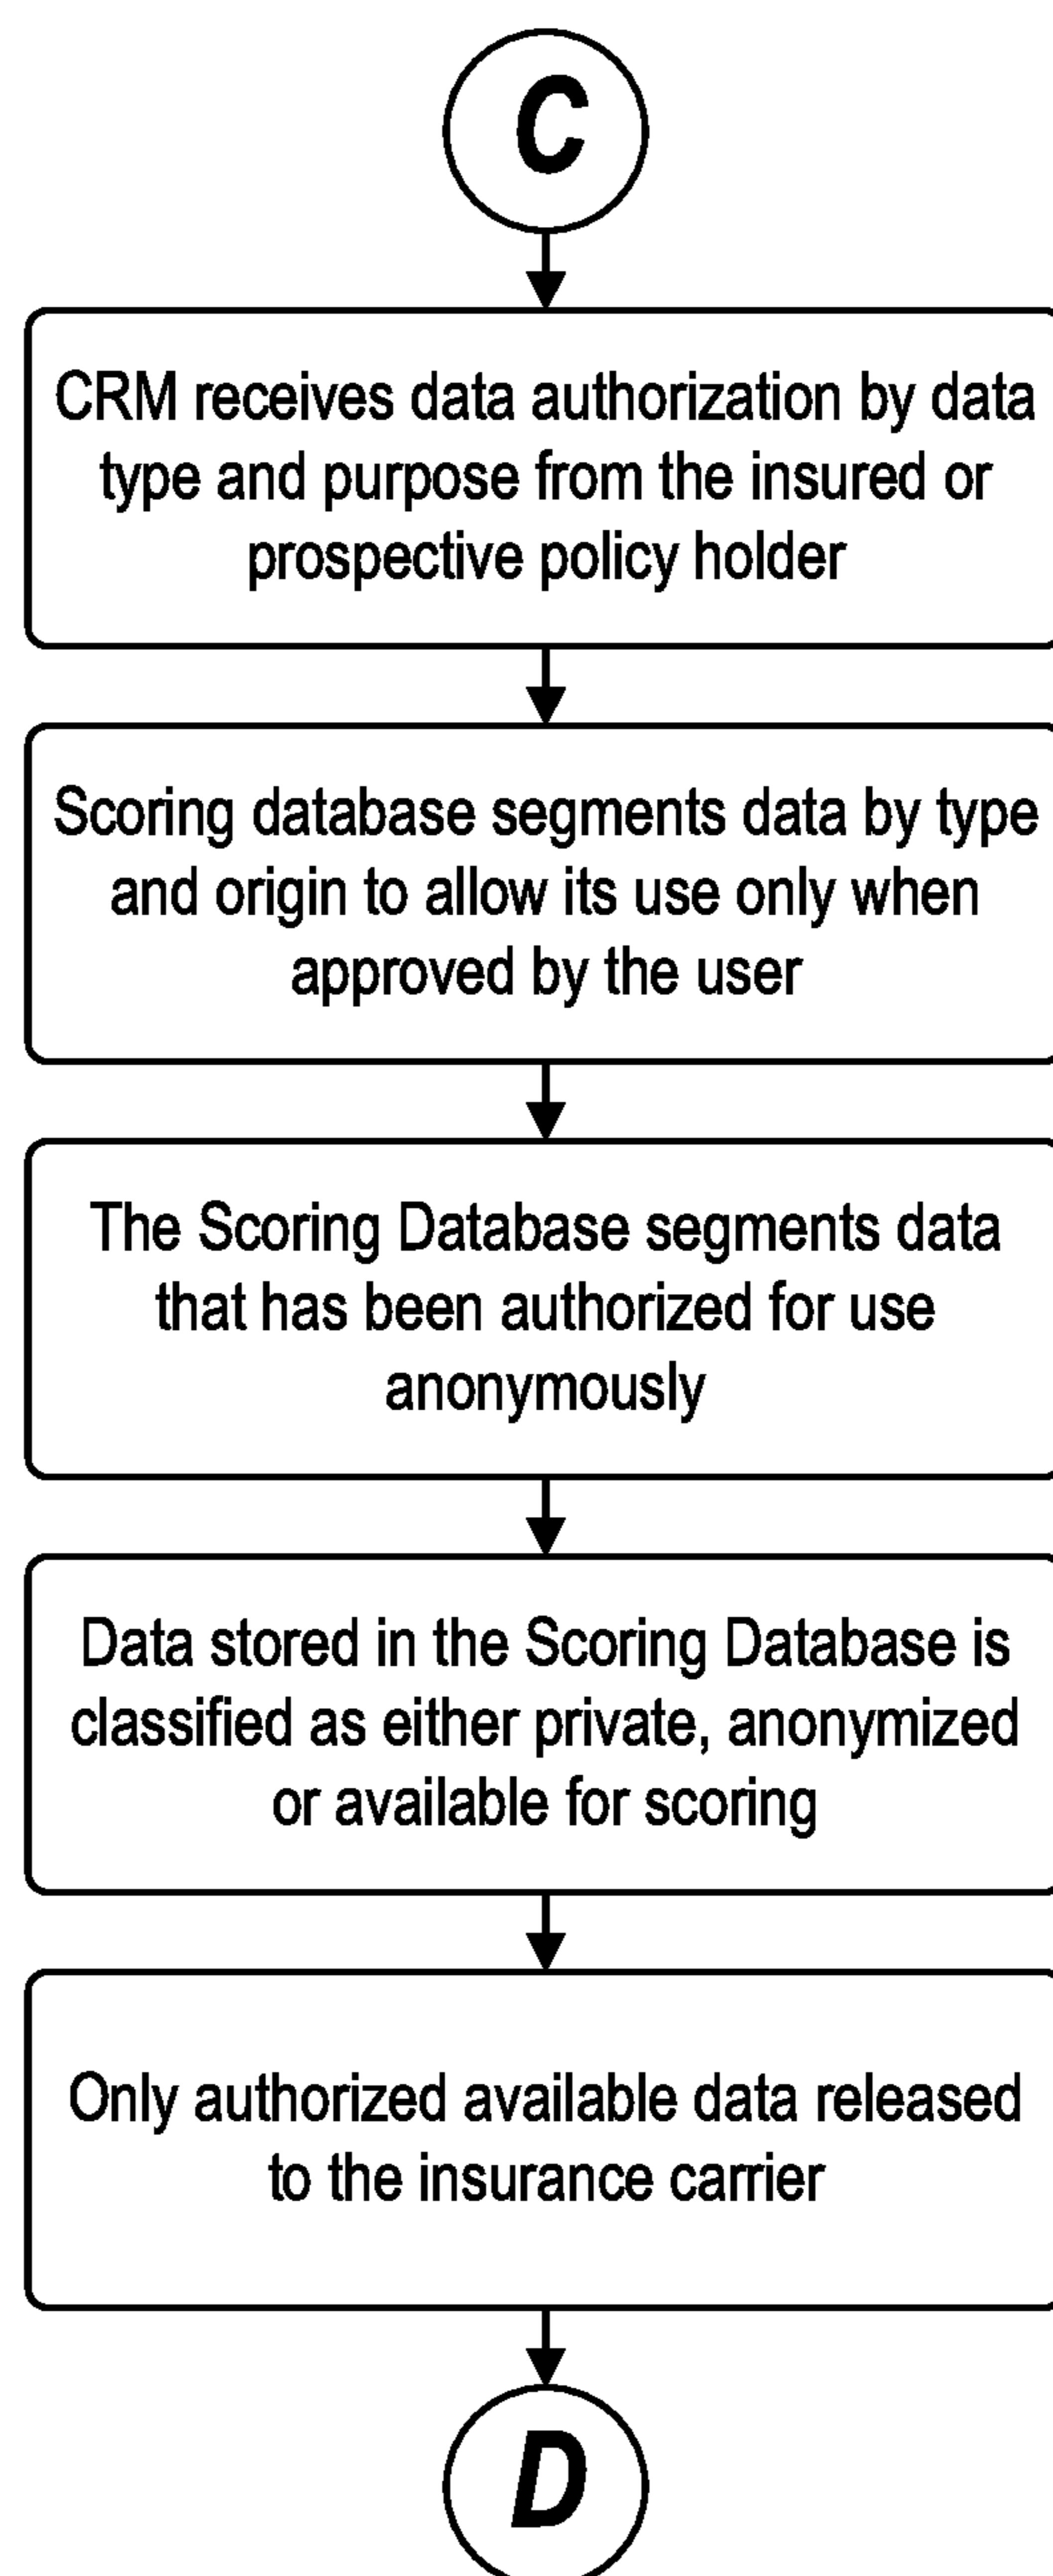 C
CRM receives data authorization by data
type and purpose from the insured or
prospective policy holder
Scoring database segments data by type
and origin to allow its use only when
approved by the user
The Scoring Database segments data
that has been authorized for use
anonymously
Data stored in the Scoring Database is
classified as either private, anonymized
or available for scoring
Only authorized available data released
to the insurance carrier
D